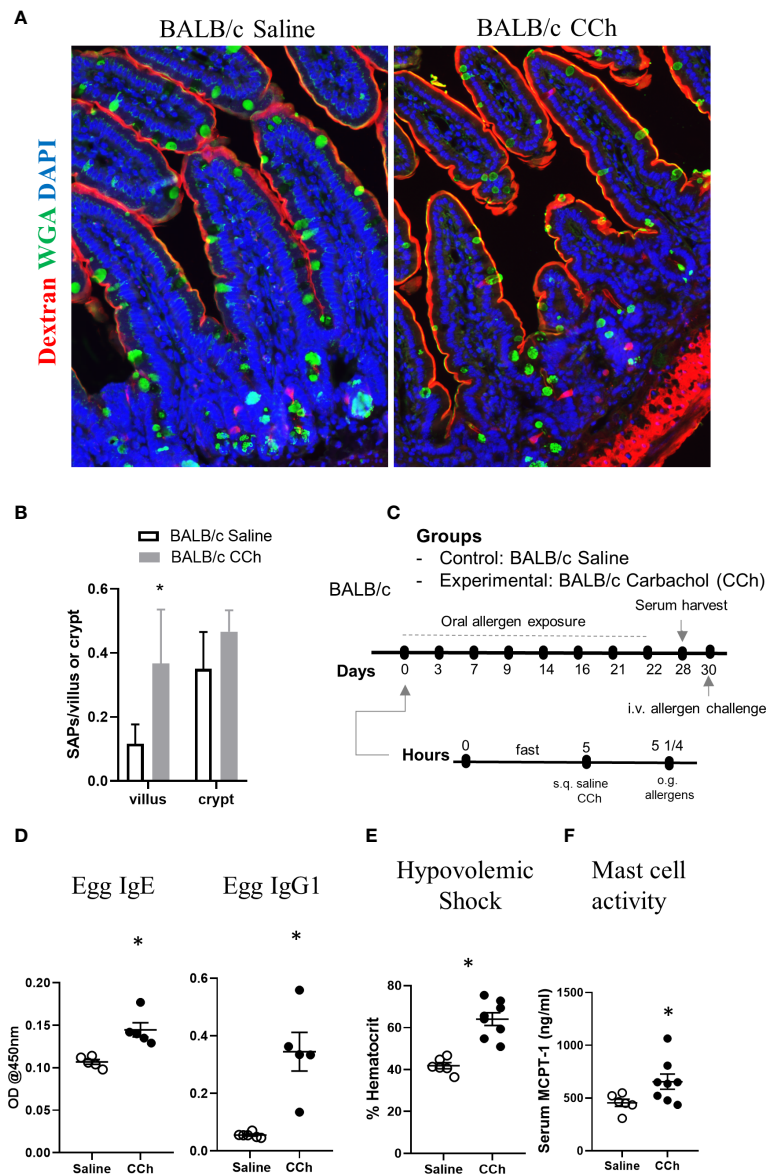 A
BALB/c Saline
BALB/c CCh
Dextran WGA DAPI
B
BALB/c Saline
BALB/c CCh
*
SAPs/villus or crypt
0.6
0.4
0.2
0.0
villus
crypt
C
Groups
- Control: BALB/c Saline
- Experimental: BALB/c Carbachol (CCh)
BALB/c
Serum harvest
Oral allergen exposure
Days
0 3 7 9 14 16 21 22 28 30
i.v. allergen challenge
Hours
0
fast
5
5 1/4
s.q. saline
CCh
o.g.
allergens
D
Egg IgE
*
OD @450nm
0.20
0.15
0.10
0.05
0.00
Saline
CCh
Egg IgG1
*
0.6
0.4
0.2
0.0
Saline
CCh
E
Hypovolemic
Shock
*
% Hematocrit
80
60
40
20
0
Saline
CCh
F
Mast cell
activity
*
Serum MCPT-1 (ng/ml)
1500
1000
500
0
Saline
CCh